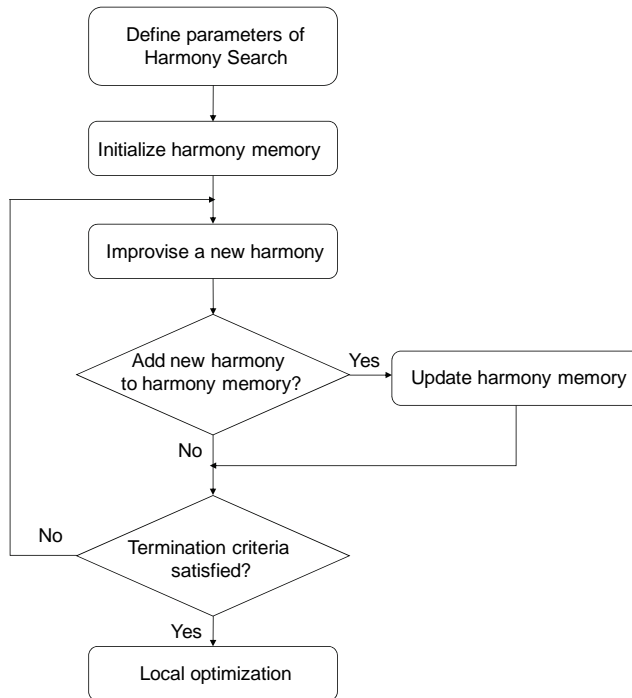 Define parameters of
Harmony Search
Initialize harmony memory
Improvise a new harmony
Add new harmony
to harmony memory?
Yes
Update harmony memory
No
No
Termination criteria
satisfied?
Yes
Local optimization